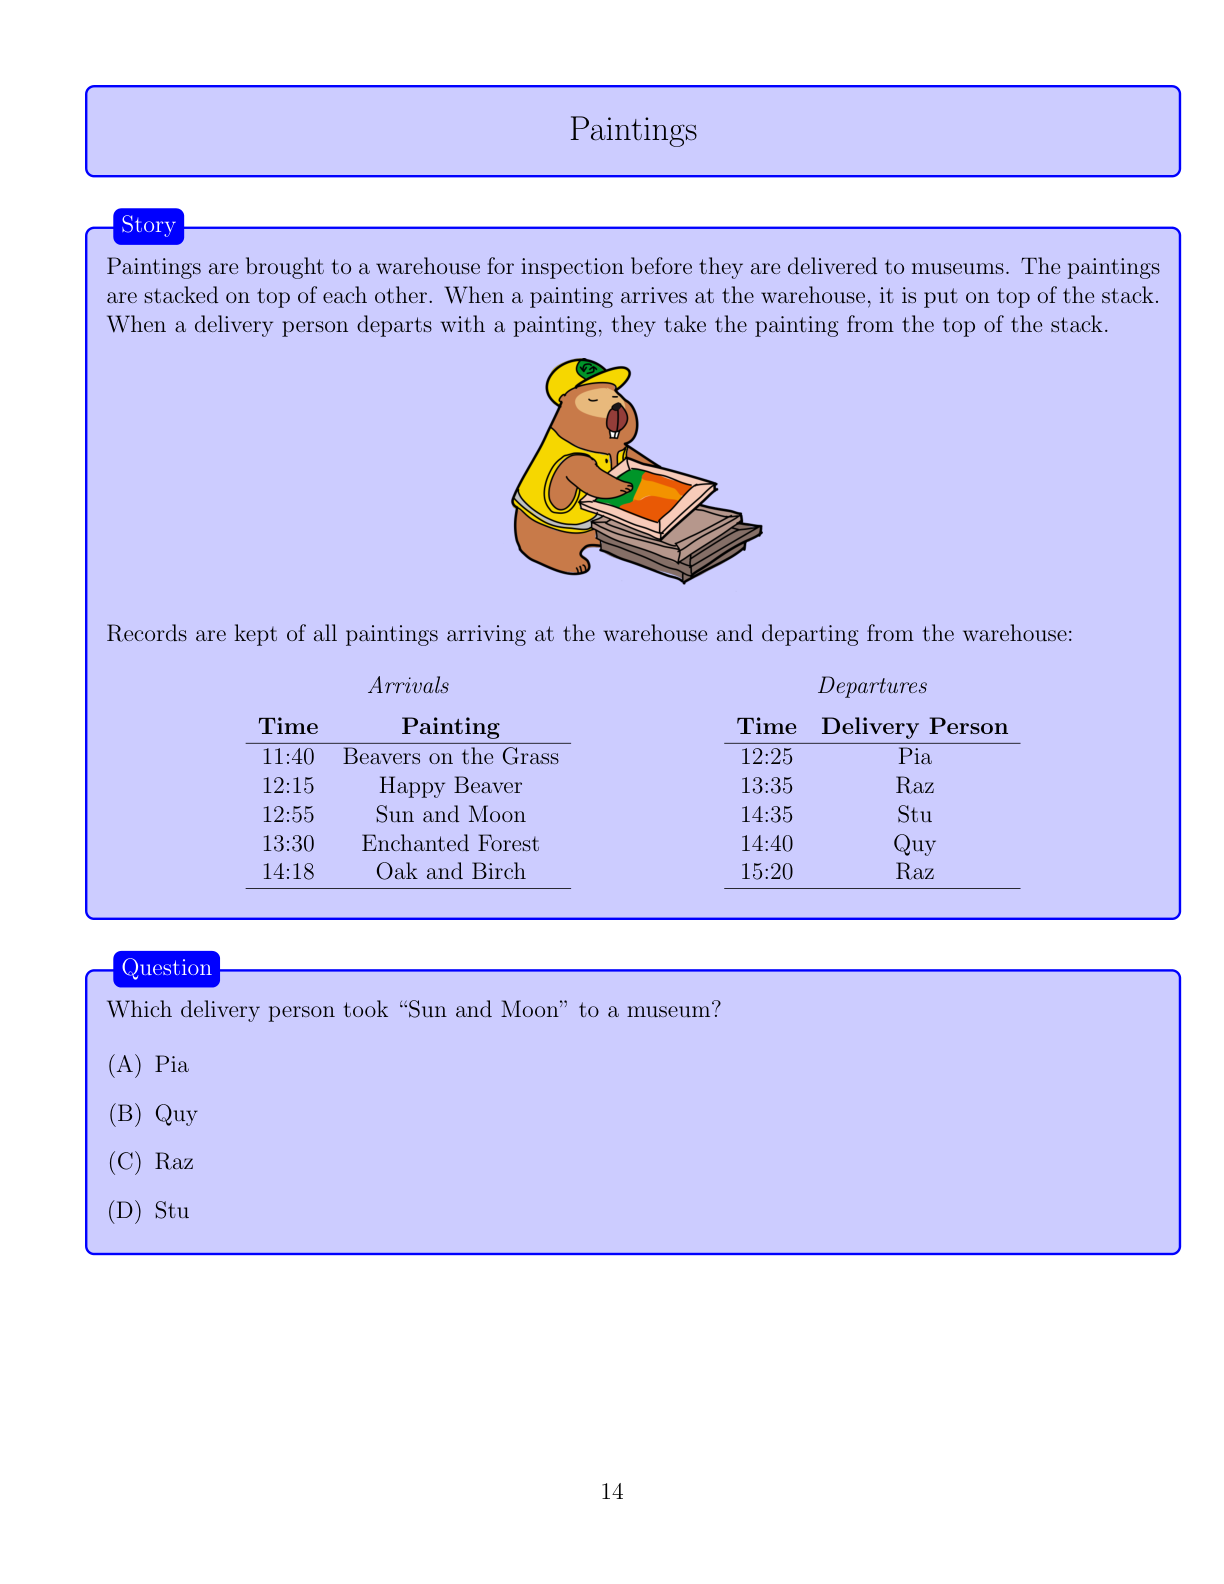 Paintings
Story
Paintings are brought to a warehouse for inspection before they are delivered to museums. The paintings
are stacked on top of each other. When a painting arrives at the warehouse, it is put on top of the stack.
When a delivery person departs with a painting, they take the painting from the top of the stack.
Records are kept of all paintings arriving at the warehouse and departing from the warehouse:
Arrivals
Time Painting
11:40 Beavers on the Grass
12:15 Happy Beaver
12:55 Sun and Moon
13:30 Enchanted Forest
14:18 Oak and Birch
Departures
Time Delivery Person
12:25 Pia
13:35 Raz
14:35 Stu
14:40 Quy
15:20 Raz
Question
Which delivery person took “Sun and Moon” to a museum?
(A) Pia
(B) Quy
(C) Raz
(D) Stu
14